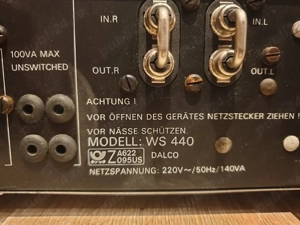 IN.R
IN.L
100VA MAX
UNSWITCHED
OUT.R
OUT.L
ACHTUNG !
VOR ÖFFNEN DES GERÄTES NETZSTECKER ZIEHEN !
VOR NÄSSE SCHÜTZEN.
MODELL: WS 440
Z A622
095US
DALCO
NETZSPANNUNG: 220V～/50Hz/140VA